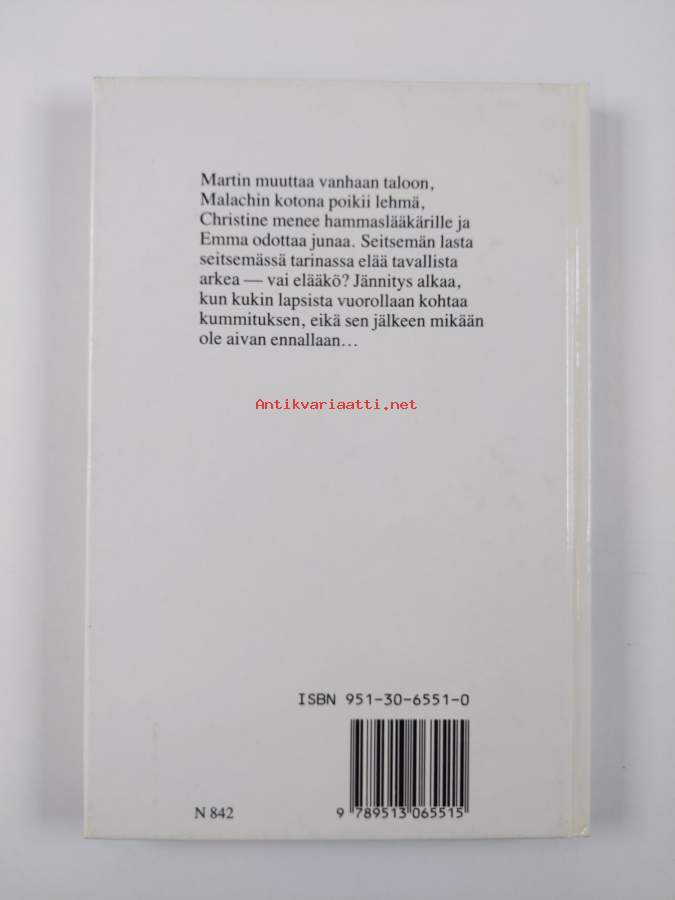 Martin muuttaa vanhaan taloon,
Malachin kotona poikii lehmä,
Christine menee hammaslääkärille ja
Emma odottaa junaa. Seitsemän lasta
seitsemässä tarinassa elää tavallista
arkea — vai elääkö? Jännitys alkaa,
kun kukin lapsista vuorollaan kohtaa
kummituksen, eikä sen jälkeen mikään
ole aivan ennallaan...
Antikvariaatti.net
ISBN 951-30-6551-0
N 842
9 789513 065515